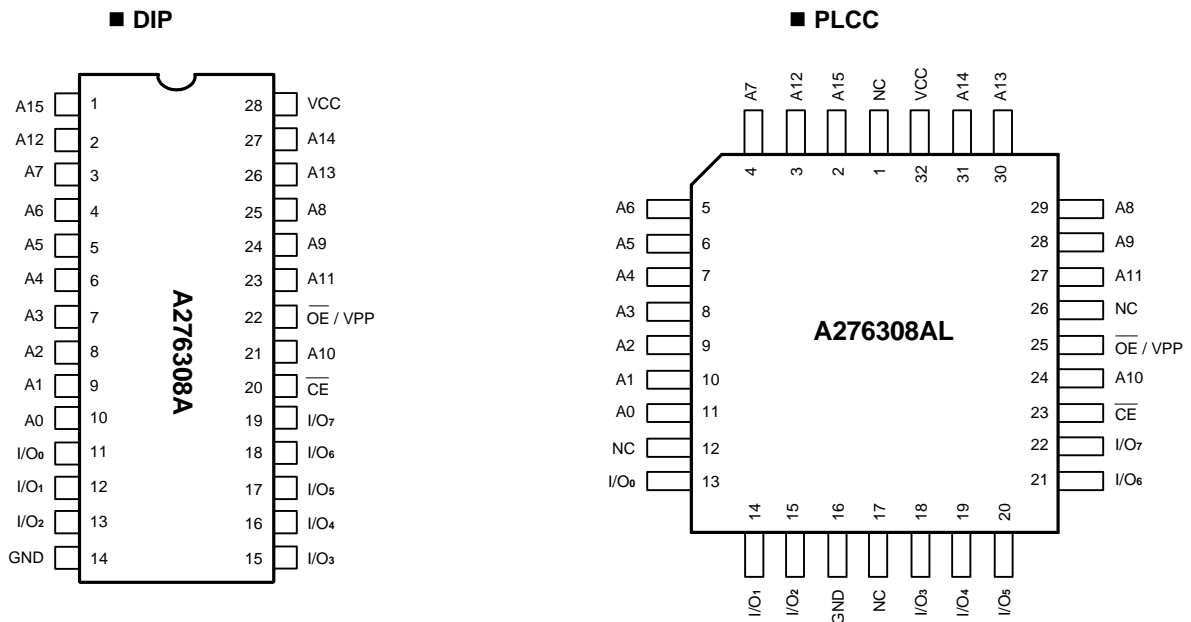 ■ DIP
A15 1 28 VCC
A12 2 27 A14
A7 3 26 A13
A6 4 25 A8
A5 5 24 A9
A4 6 23 A11
A3 7 22 O̅E̅ / VPP
A2 8 21 A10
A1 9 20 C̅E̅
A0 10 19 I/O7
I/O0 11 18 I/O6
I/O1 12 17 I/O5
I/O2 13 16 I/O4
GND 14 15 I/O3
A276308A
■ PLCC
A7 A12 A15 NC VCC A14 A13
4 3 2 1 32 31 30
A6 5 29 A8
A5 6 28 A9
A4 7 27 A11
A3 8 26 NC
A2 9 25 O̅E̅ / VPP
A1 10 24 A10
A0 11 23 C̅E̅
NC 12 22 I/O7
I/O0 13 21 I/O6
A276308AL
14 15 16 17 18 19 20
I/O1 I/O2 GND NC I/O3 I/O4 I/O5